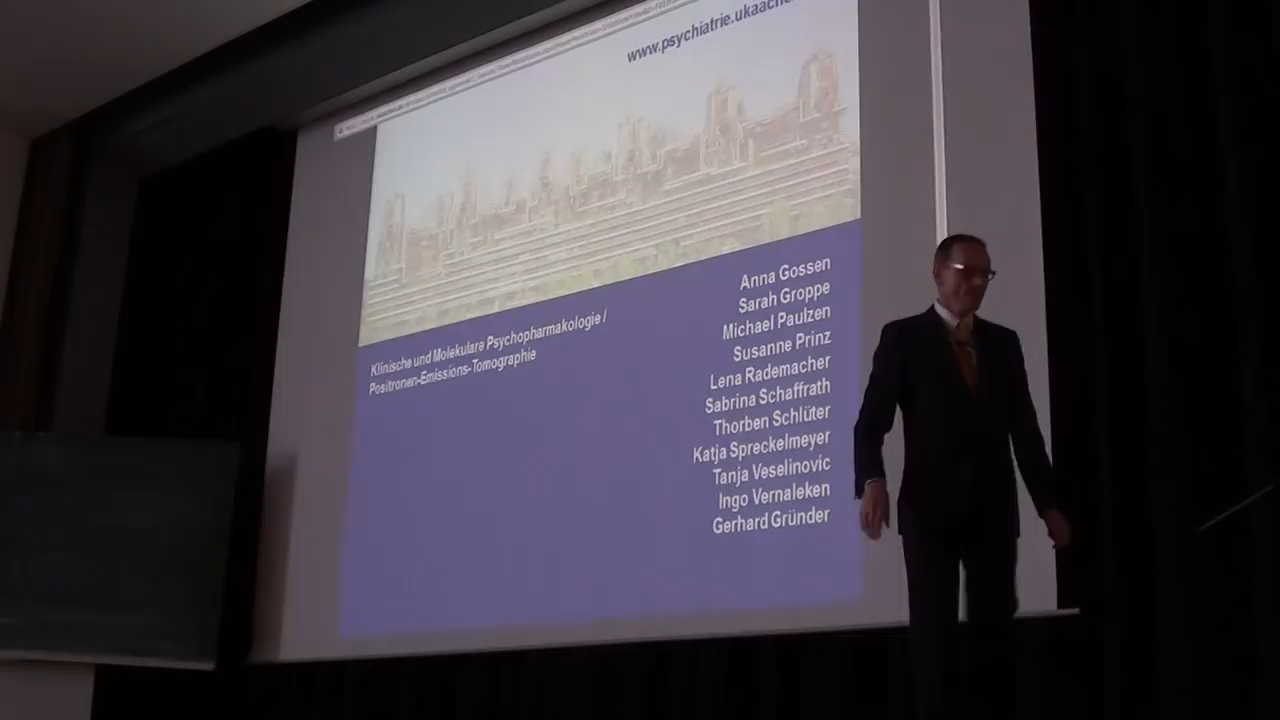 www.psychiatrie.ukaachen
Klinische und Molekulare Psychopharmakologie /
Positronen-Emissions-Tomographie
Anna Gossen
Sarah Groppe
Michael Paulzen
Susanne Prinz
Lena Rademacher
Sabrina Schaffrath
Thorben Schlüter
Katja Spreckelmeyer
Tanja Veselinovic
Ingo Vernaleken
Gerhard Gründer